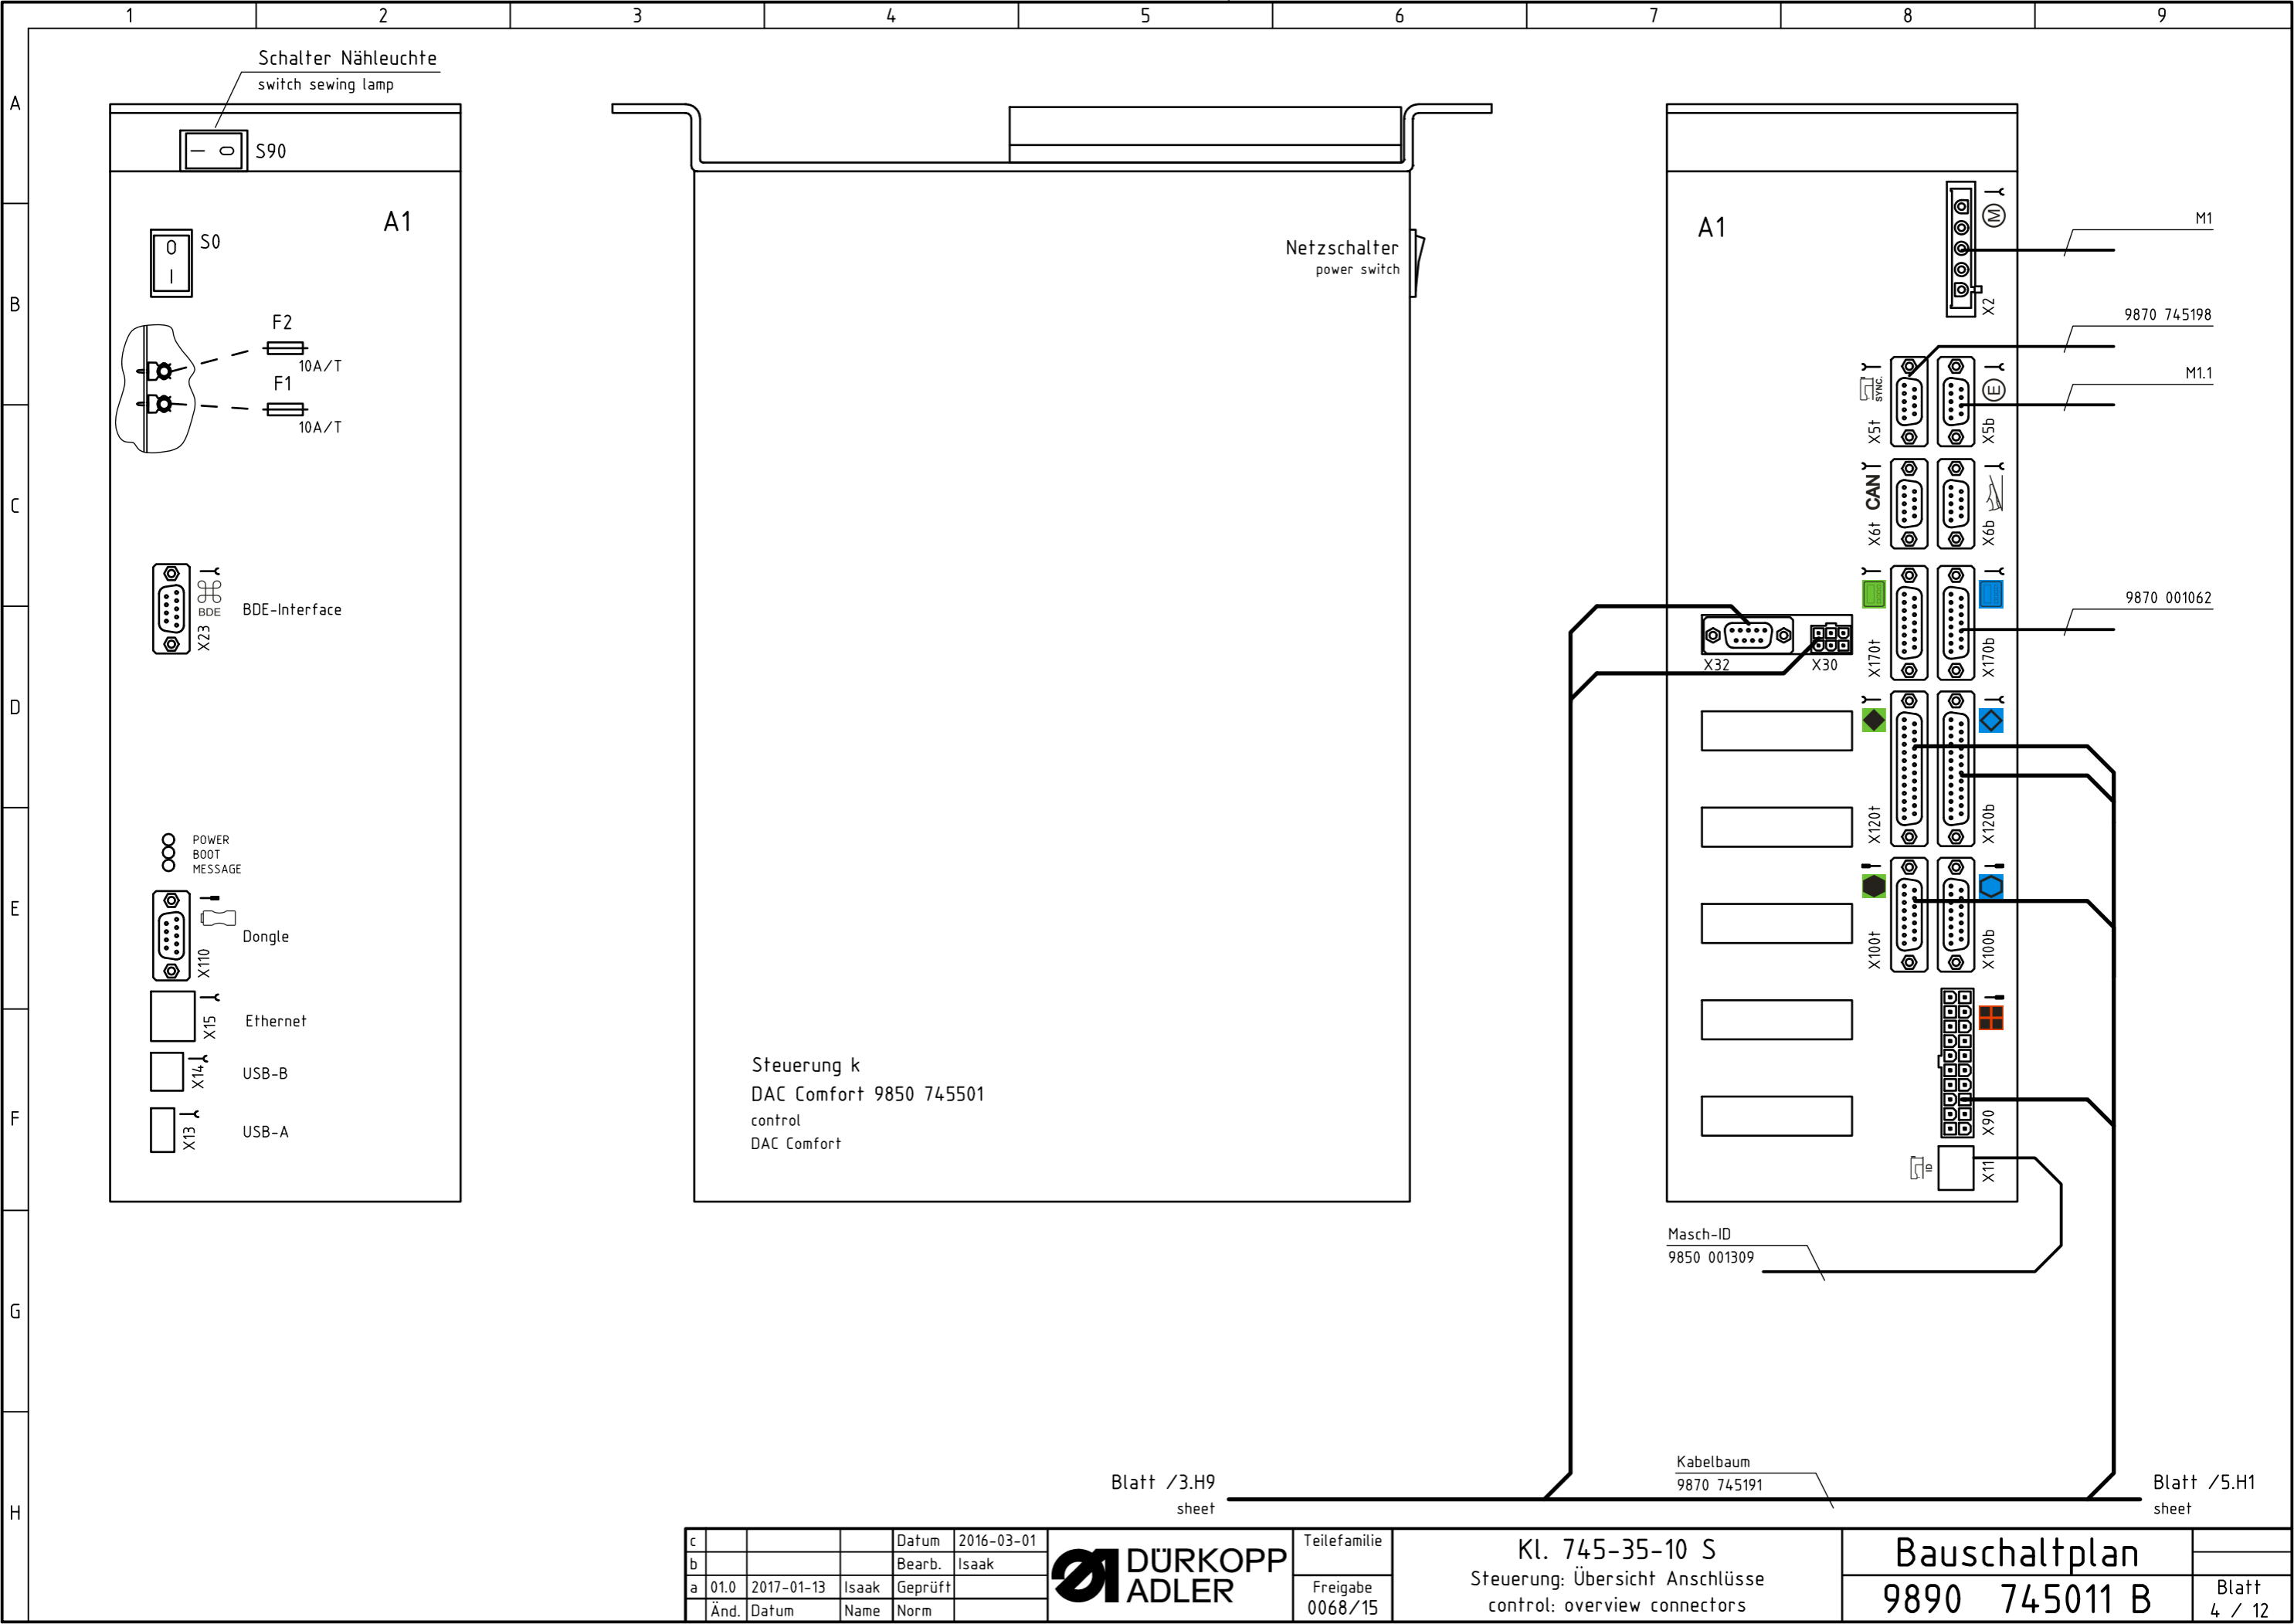 1 2 3 4 5 6 7 8 9
A
B
C
D
E
F
G
H
Schalter Nähleuchte
switch sewing lamp
S90
A1
S0
F2
10A/T
F1
10A/T
BDE
X23
BDE-Interface
POWER
BOOT
MESSAGE
X110
Dongle
X15
Ethernet
X14
USB-B
X13
USB-A
Netzschalter
power switch
Steuerung k
DAC Comfort 9850 745501
control
DAC Comfort
A1
M
X2
M1
9870 745198
SYNC.
X5t
E
X5b
M1.1
CAN
X6t
X6b
X170t
X170b
9870 001062
X32
X30
X120t
X120b
X100t
X100b
X90
ID
X11
Masch-ID
9850 001309
Kabelbaum
9870 745191
Blatt /3.H9
sheet
Blatt /5.H1
sheet
c Datum 2016-03-01
b Bearb. Isaak
a 01.0 2017-01-13 Isaak Geprüft
Änd. Datum Name Norm
DÜRKOPP
ADLER
Teilefamilie
Freigabe
0068/15
Kl. 745-35-10 S
Steuerung: Übersicht Anschlüsse
control: overview connectors
Bauschaltplan
9890 745011 B
Blatt
4 / 12